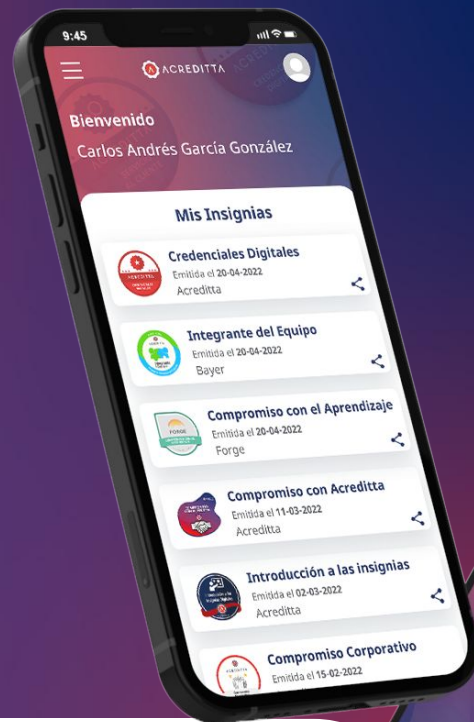 9:45
ACREDITTA
Bienvenido
Carlos Andrés García González
Mis Insignias
Credenciales Digitales
Emitida el 20-04-2022
Acreditta
Integrante del Equipo
Emitida el 20-04-2022
Bayer
Compromiso con el Aprendizaje
Emitida el 20-04-2022
FORGE
Forge
Compromiso con Acreditta
Emitida el 11-03-2022
Acreditta
Introducción a las insignias
Emitida el 02-03-2022
Acreditta
Compromiso Corporativo
Emitida el 15-02-2022